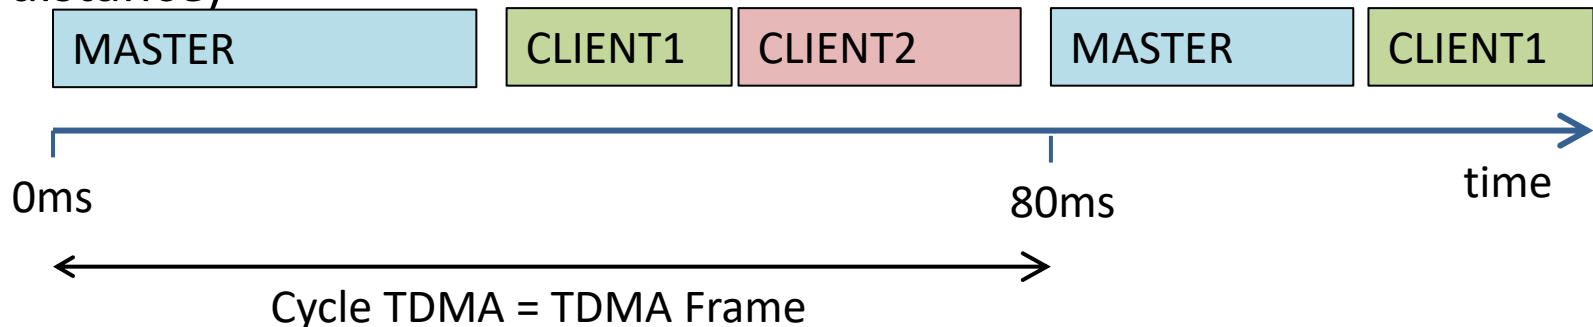 MASTER CLIENT1 CLIENT2 MASTER CLIENT1
0ms 80ms time
Cycle TDMA = TDMA Frame